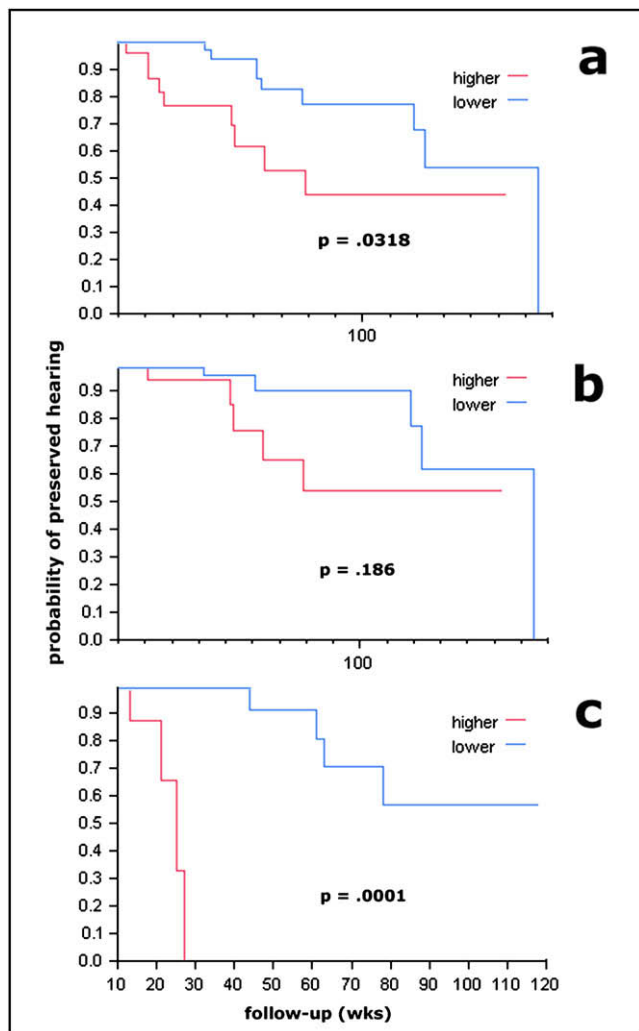 a
0.9
0.8
0.7
0.6
0.5
0.4
0.3
0.2
0.1
0.0
higher
lower
p = .0318
100
probability of preserved hearing
b
0.9
0.8
0.7
0.6
0.5
0.4
0.3
0.2
0.1
0.0
higher
lower
p = .186
100
c
0.9
0.8
0.7
0.6
0.5
0.4
0.3
0.2
0.1
0.0
higher
lower
p = .0001
10 20 30 40 50 60 70 80 90 100 110 120
follow-up (wks)